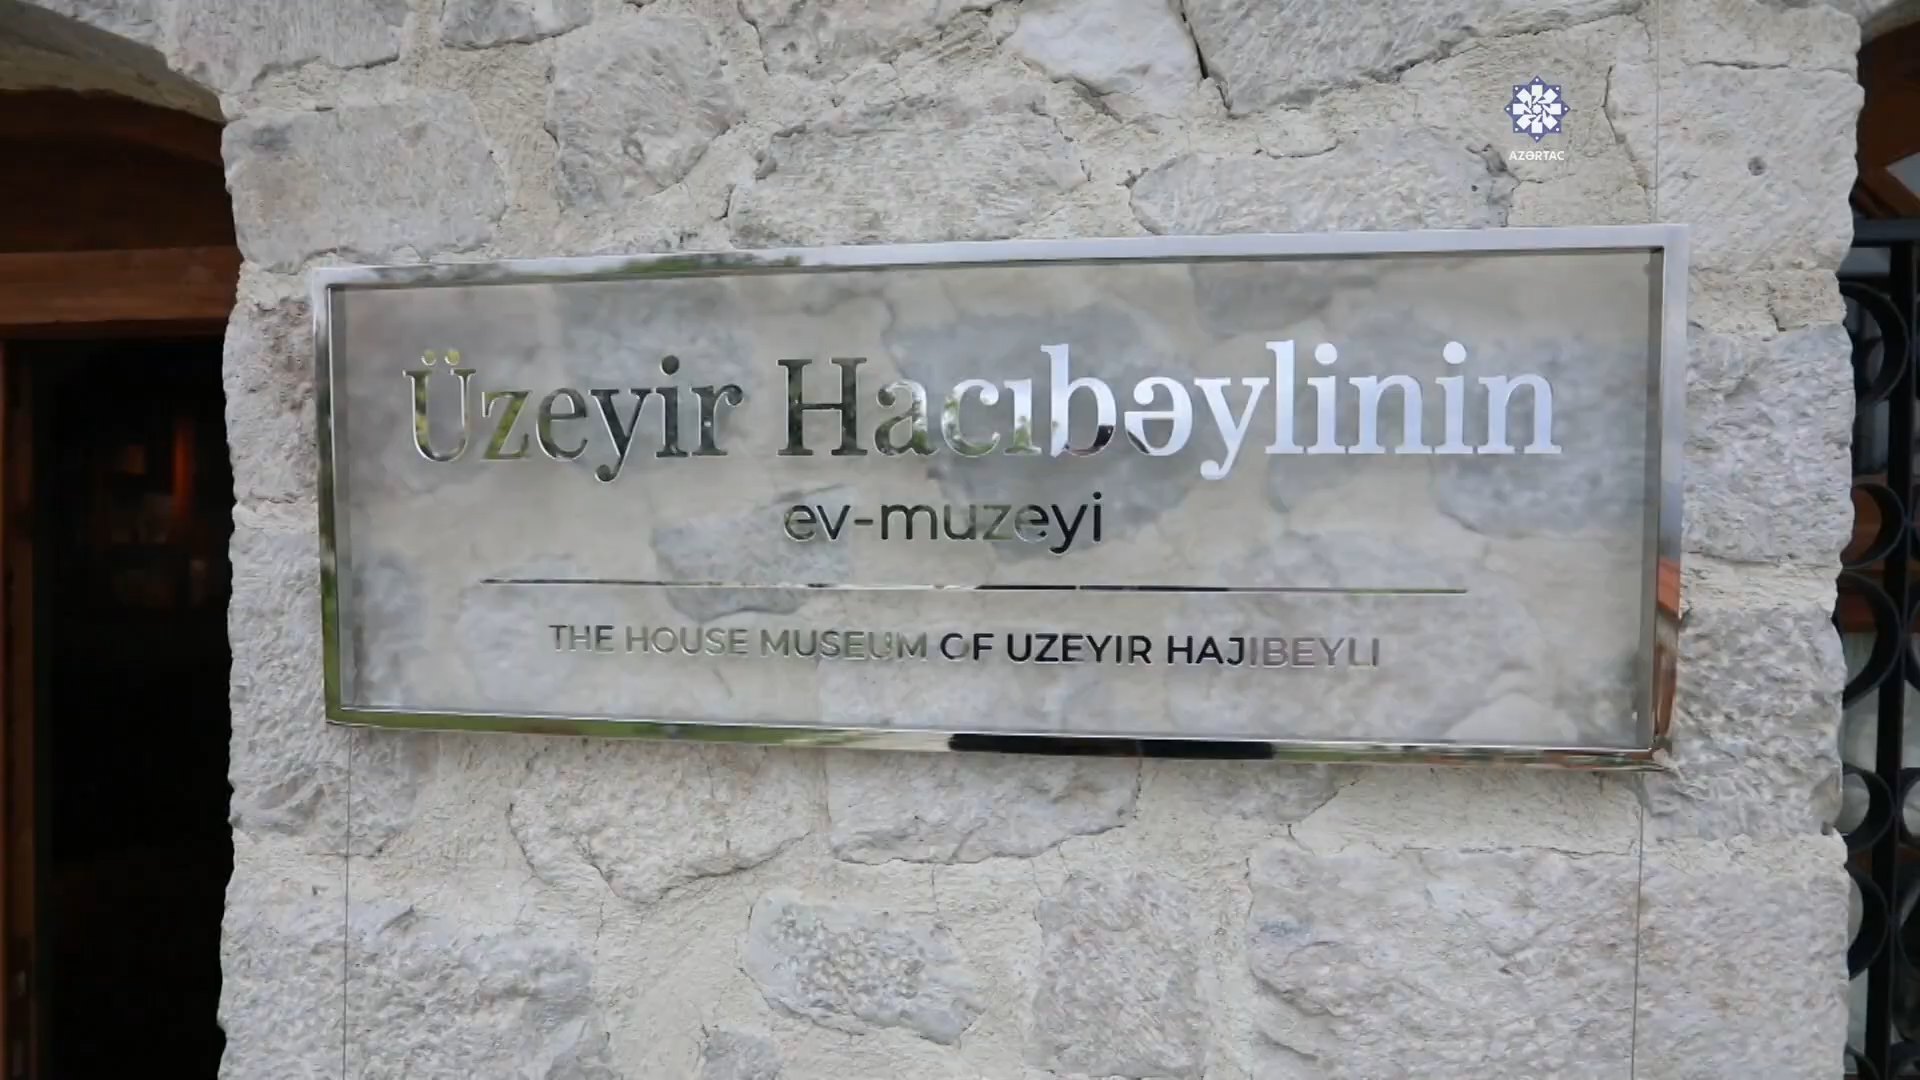 AZƏRTAC
Üzeyir Hacıbəylinin
ev-muzeyi
THE HOUSE MUSEUM OF UZEYIR HAJIBEYLI